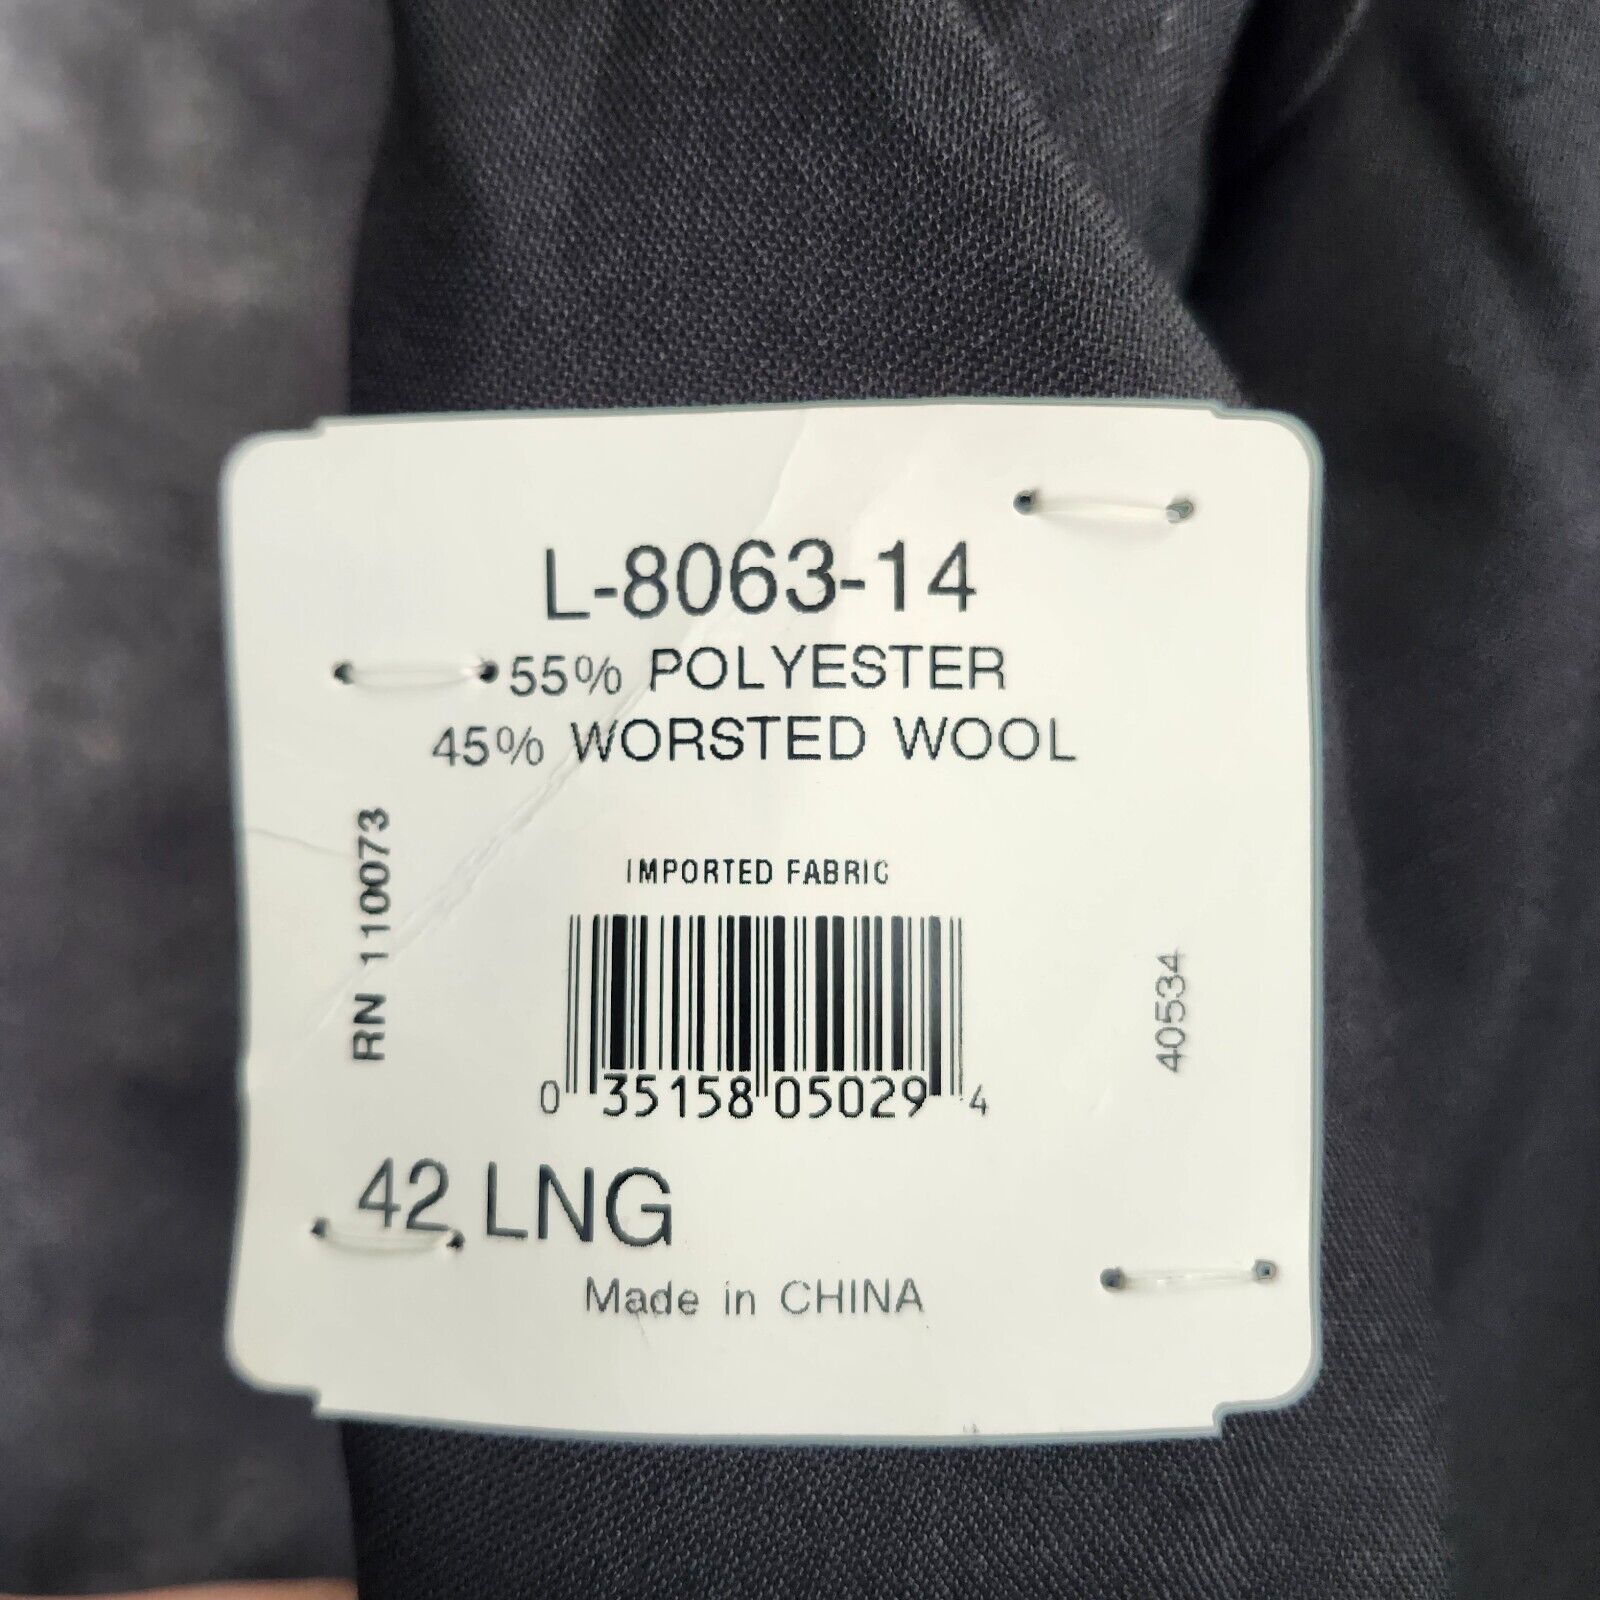 L-8063-14
55% POLYESTER
45% WORSTED WOOL
RN 110073
IMPORTED FABRIC
0 35158 05029 4
40534
42 LNG
Made in CHINA